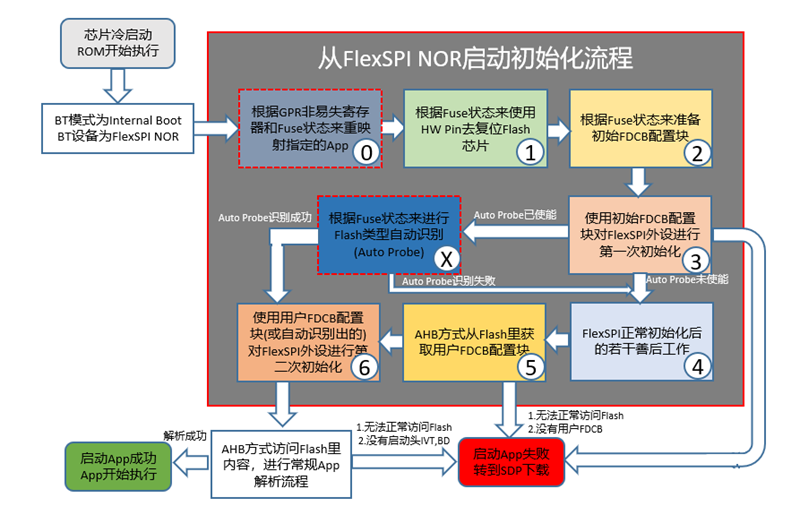 芯片冷启动
ROM开始执行
从FlexSPI NOR启动初始化流程
BT模式为Internal Boot
BT设备为FlexSPI NOR
根据GPR非易失寄存
器和Fuse状态来重映
射指定的App
0
根据Fuse状态来使用
HW Pin去复位Flash
芯片
1
根据Fuse状态来准备
初始FDCB配置块
2
Auto Probe识别成功
根据Fuse状态来进行
Flash类型自动识别
(Auto Probe)
X
Auto Probe已使能
使用初始FDCB配置
块对FlexSPI外设进行
第一次初始化
3
Auto Probe识别失败
Auto Probe未使能
使用用户FDCB配置
块(或自动识别出的)
对FlexSPI外设进行第
二次初始化
6
AHB方式从Flash里获
取用户FDCB配置块
5
FlexSPI正常初始化后
的若干善后工作
4
解析成功
启动App成功
App开始执行
AHB方式访问Flash里
内容，进行常规App
解析流程
1.无法正常访问Flash
2.没有启动头IVT,BD
1.无法正常访问Flash
2.没有用户FDCB
启动App失败
转到SDP下载